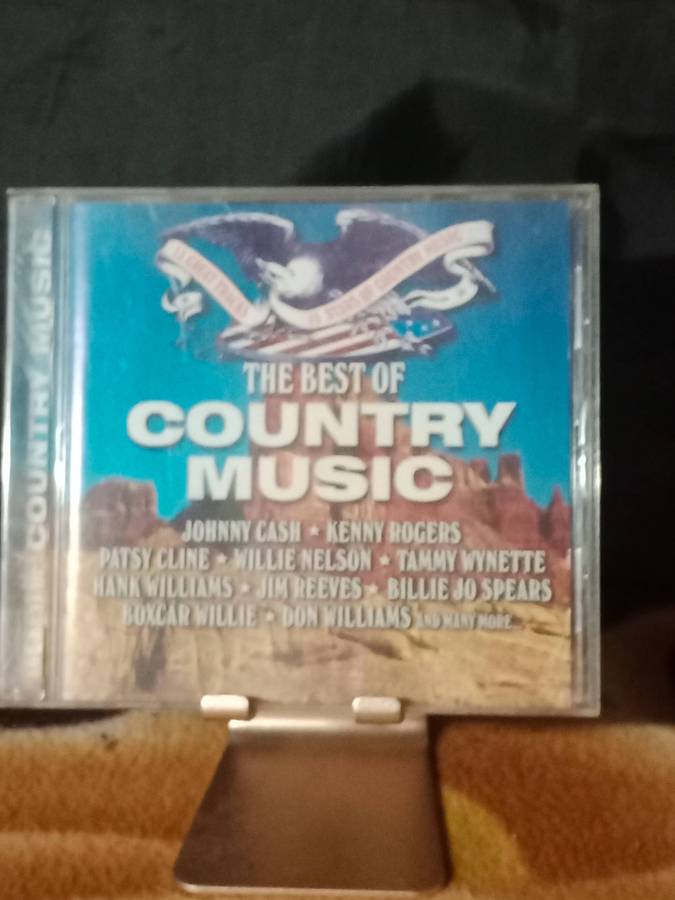 THE BEST OF
COUNTRY
MUSIC
JOHNNY CASH ★ KENNY ROGERS
PATSY CLINE ★ WILLIE NELSON ★ TAMMY WYNETTE
HANK WILLIAMS ★ JIM REEVES ★ BILLIE JO SPEARS
BOXCAR WILLIE ★ DON WILLIAMS AND MANY MORE...
COUNTRY MUSIC